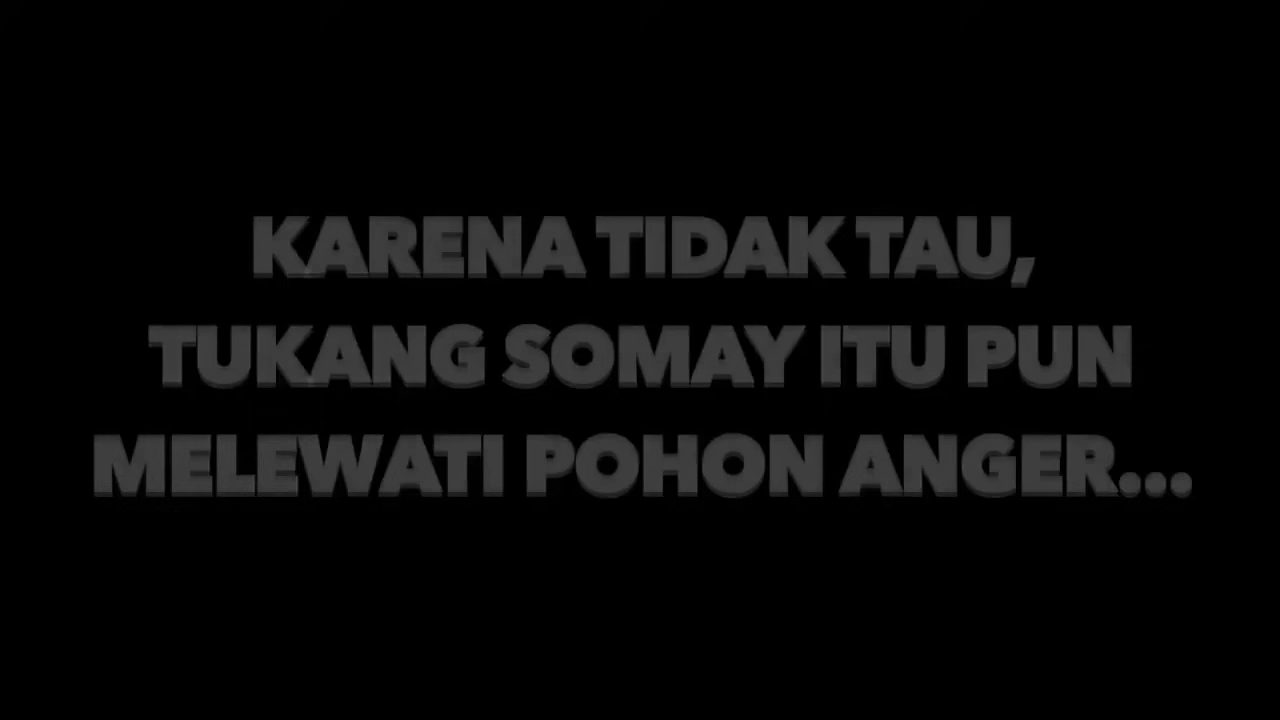 KARENA TIDAK TAU,
TUKANG SOMAY ITU PUN
MELEWATI POHON ANGER...